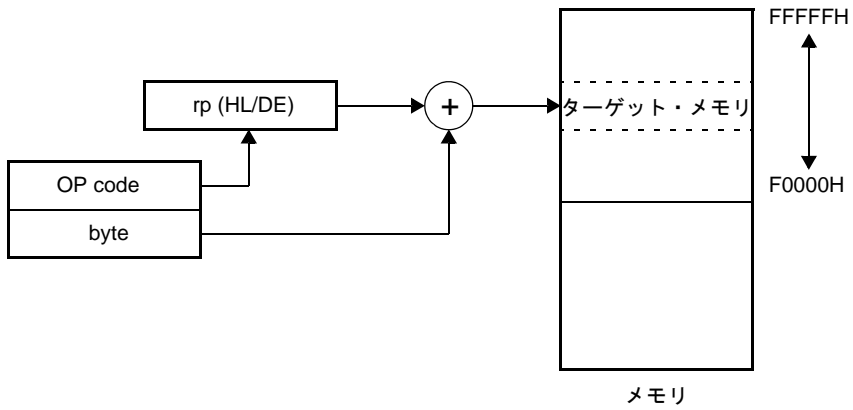 FFFFFH
rp (HL/DE)
+
ターゲット・メモリ
OP code
F0000H
byte
メモリ